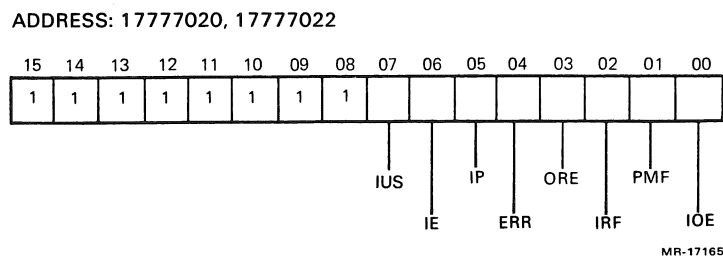 ADDRESS: 17777020, 17777022
15 14 13 12 11 10 09 08 07 06 05 04 03 02 01 00
1 1 1 1 1 1 1 1
IUS IP ORE PMF
IE ERR IRF IOE
MR-17165